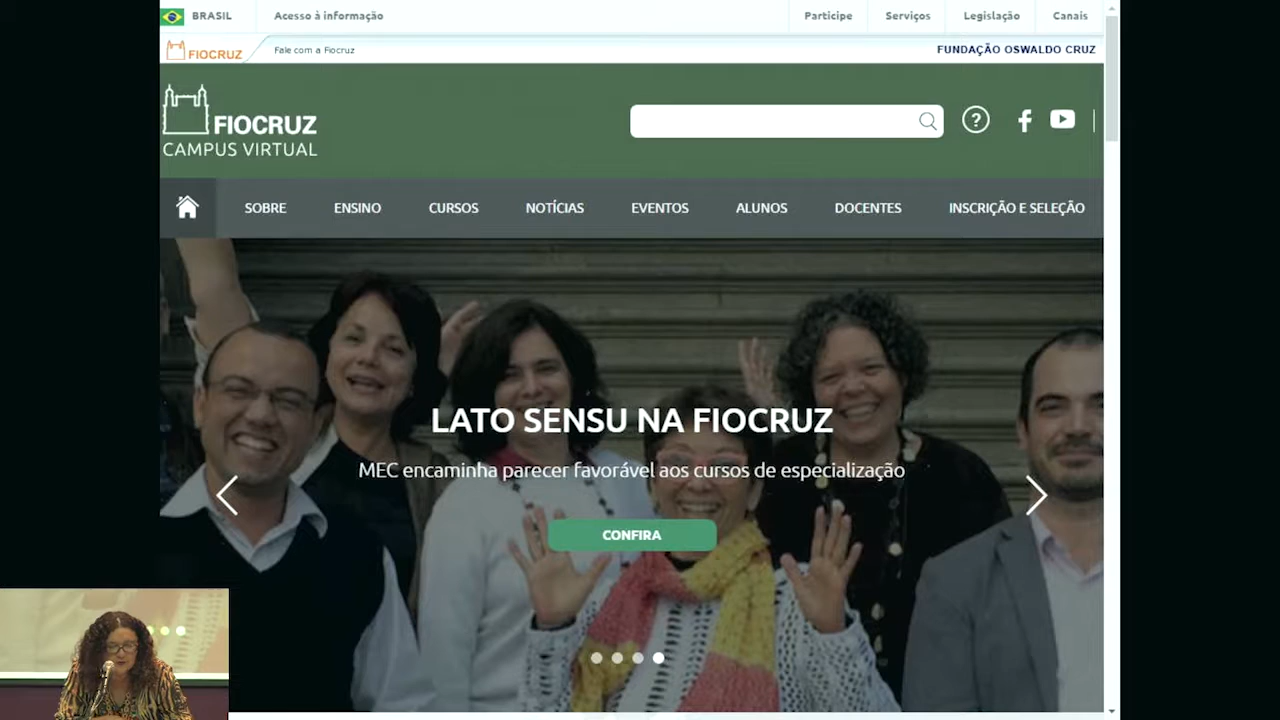 BRASIL
Acesso à informação
Participe
Serviços
Legislação
Canais
FIOCRUZ
Fale com a Fiocruz
FUNDAÇÃO OSWALDO CRUZ
FIOCRUZ
CAMPUS VIRTUAL
?
SOBRE
ENSINO
CURSOS
NOTÍCIAS
EVENTOS
ALUNOS
DOCENTES
INSCRIÇÃO E SELEÇÃO
LATO SENSU NA FIOCRUZ
MEC encaminha parecer favorável aos cursos de especialização
CONFIRA